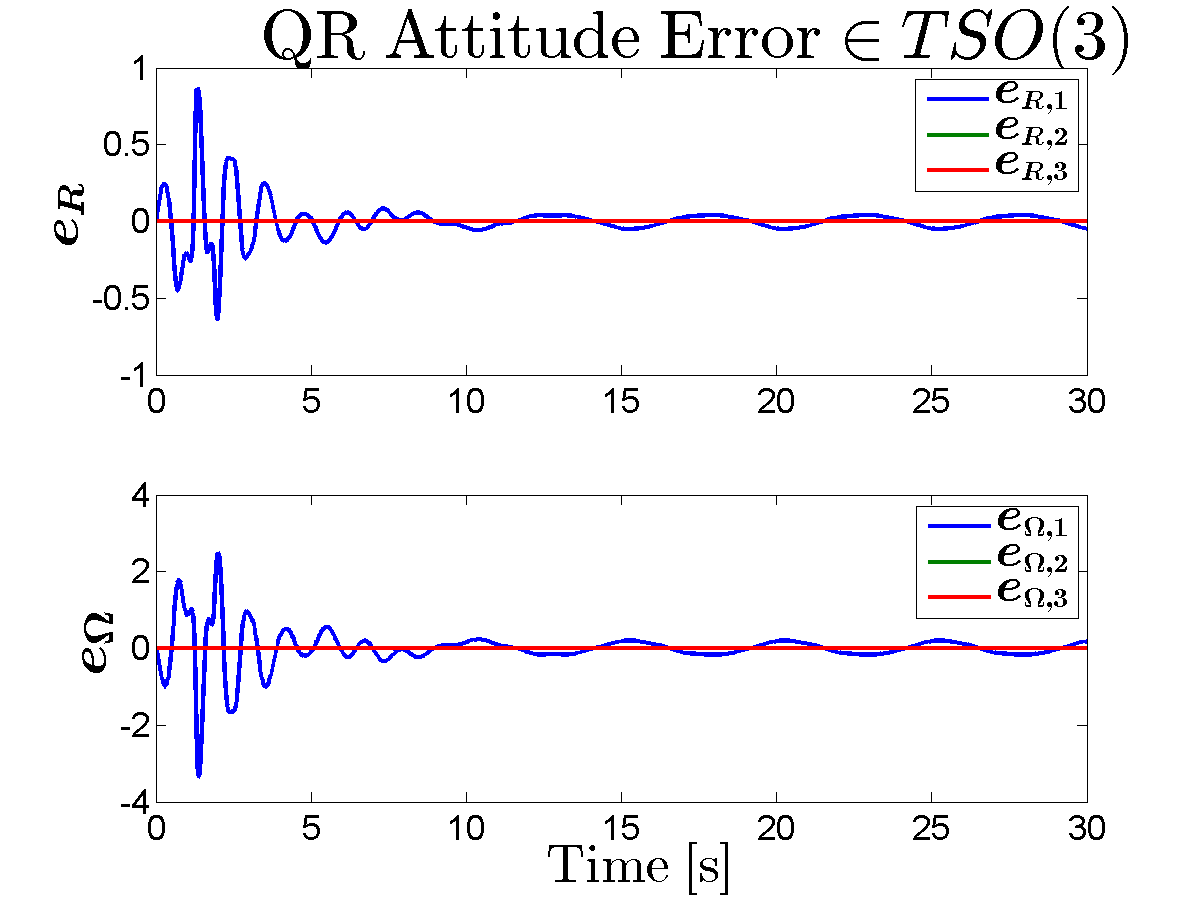 QR Attitude Error ∈ TSO(3)
1
0.5
0
-0.5
-1
e_R
e_{R,1}
e_{R,2}
e_{R,3}
0 5 10 15 20 25 30
4
2
0
-2
-4
e_Ω
e_{Ω,1}
e_{Ω,2}
e_{Ω,3}
0 5 10 15 20 25 30
Time [s]